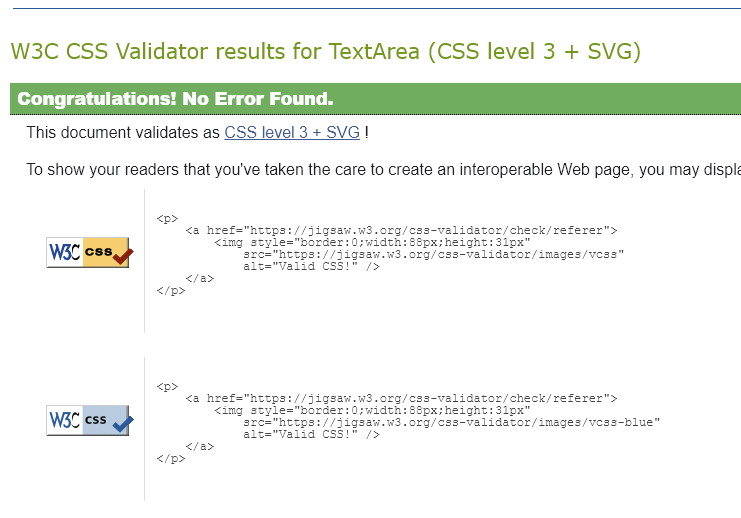 W3C CSS Validator results for TextArea (CSS level 3 + SVG)
Congratulations! No Error Found.
This document validates as CSS level 3 + SVG !
To show your readers that you've taken the care to create an interoperable Web page, you may displa
W3C css
<p>
<a href="https://jigsaw.w3.org/css-validator/check/referer">
<img style="border:0;width:88px;height:31px"
src="https://jigsaw.w3.org/css-validator/images/vcss"
alt="Valid CSS!" />
</a>
</p>
W3C css
<p>
<a href="https://jigsaw.w3.org/css-validator/check/referer">
<img style="border:0;width:88px;height:31px"
src="https://jigsaw.w3.org/css-validator/images/vcss-blue"
alt="Valid CSS!" />
</a>
</p>